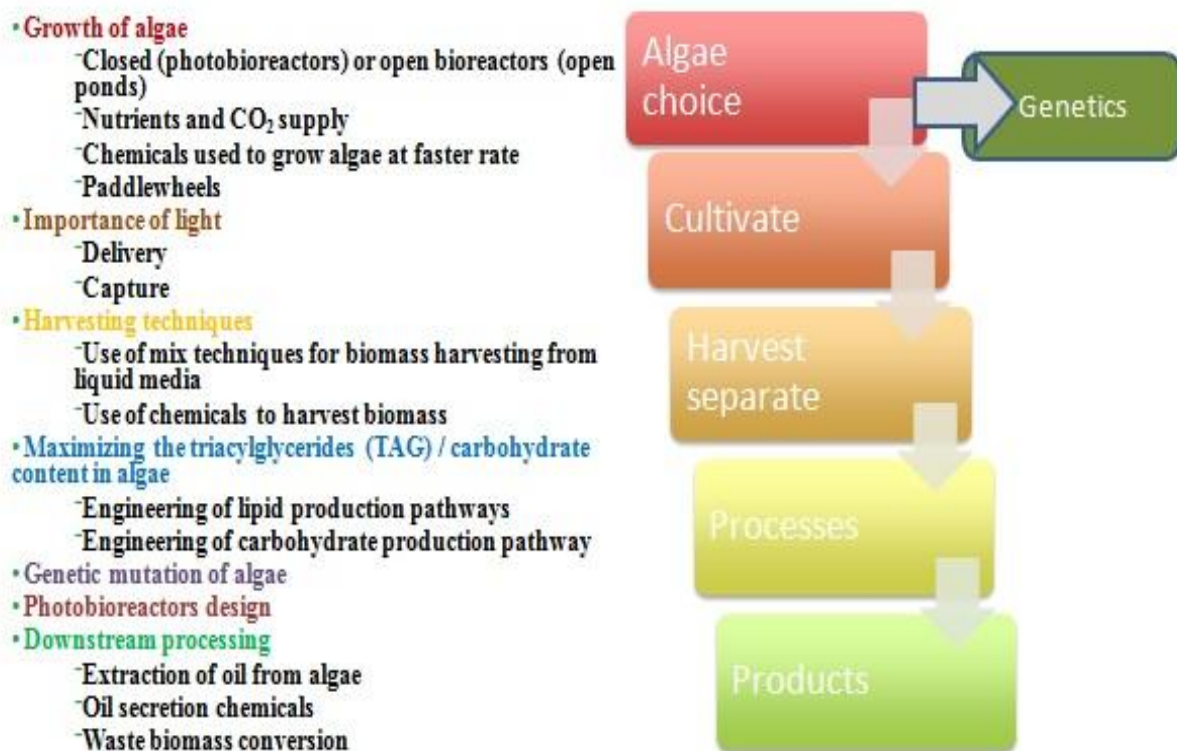 • Growth of algae
-Closed (photobioreactors) or open bioreactors (open
ponds)
-Nutrients and CO₂ supply
-Chemicals used to grow algae at faster rate
-Paddlewheels
• Importance of light
-Delivery
-Capture
• Harvesting techniques
-Use of mix techniques for biomass harvesting from
liquid media
-Use of chemicals to harvest biomass
• Maximizing the triacylglycerides (TAG) / carbohydrate
content in algae
-Engineering of lipid production pathways
-Engineering of carbohydrate production pathway
• Genetic mutation of algae
• Photobioreactors design
• Downstream processing
-Extraction of oil from algae
-Oil secretion chemicals
-Waste biomass conversion
Algae
choice
Genetics
Cultivate
Harvest
separate
Processes
Products